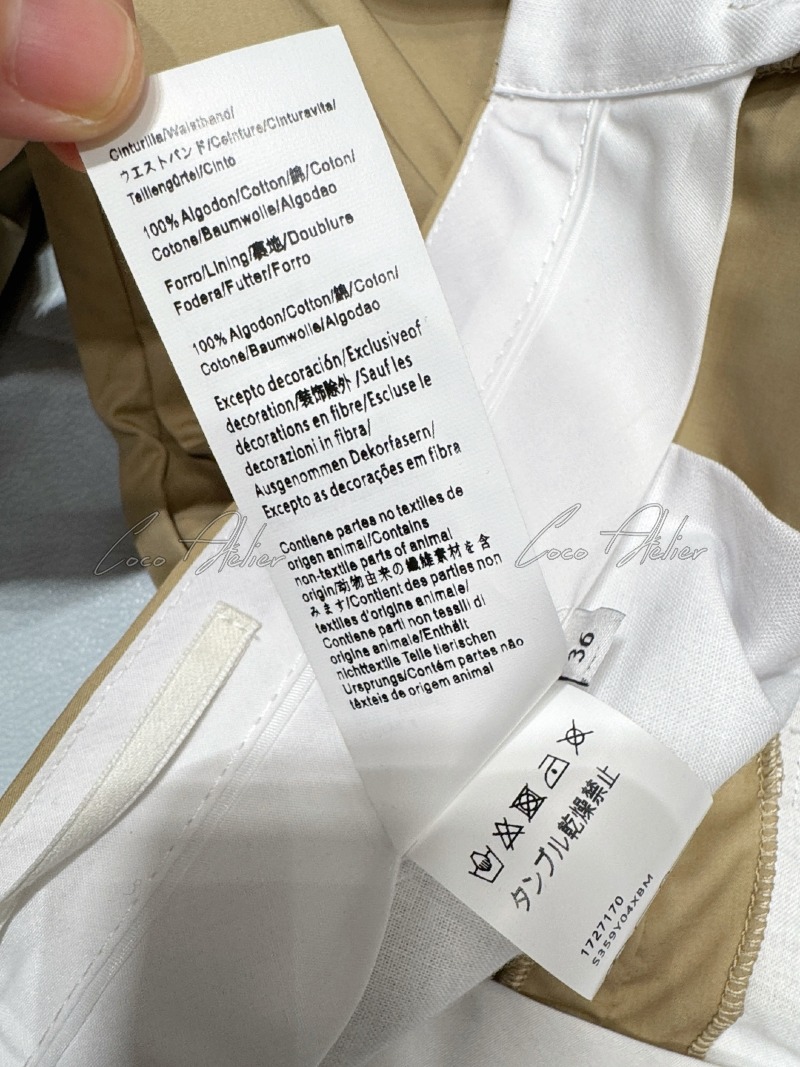 Cinturilla/Waistband/
ウエストバンド/Ceinture/Cinturavita/
Teillengürtel/Cinto
100% Algodon/Cotton/綿/Coton/
Cotone/Baumwolle/Algodao
Forro/Lining/裏地/Doublure
Fodera/Futter/Forro
100% Algodon/Cotton/綿/Coton/
Cotone/Baumwolle/Algodao
Excepto decoración/Exclusiveof
decoration/装飾除外/Sauf les
décorations en fibre/Escluse le
decorazioni in fibra/
Ausgenommen Dekorfasern/
Excepto as decorações em fibra
Contiene partes no textiles de
origen animal/Contains
non-textile parts of animal
origin/动物由来の繊維素材を含
みます/Contient des parties non
textiles d'origine animale/
Contiene parti non tessili di
origine animale/Enthält
nichttextile Teile tierischen
Ursprungs/Contém partes não
têxteis de origem animal
Coco Atelier
Coco Atelier
36
タンブル乾燥禁止
1727170
S359Y04XBM